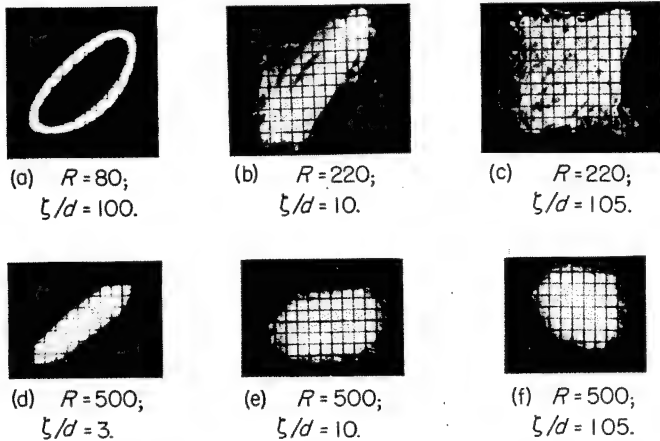 (a) R = 80;
ζ/d = 100.
(b) R = 220;
ζ/d = 10.
(c) R = 220;
ζ/d = 105.
(d) R = 500;
ζ/d = 3.
(e) R = 500;
ζ/d = 10.
(f) R = 500;
ζ/d = 105.